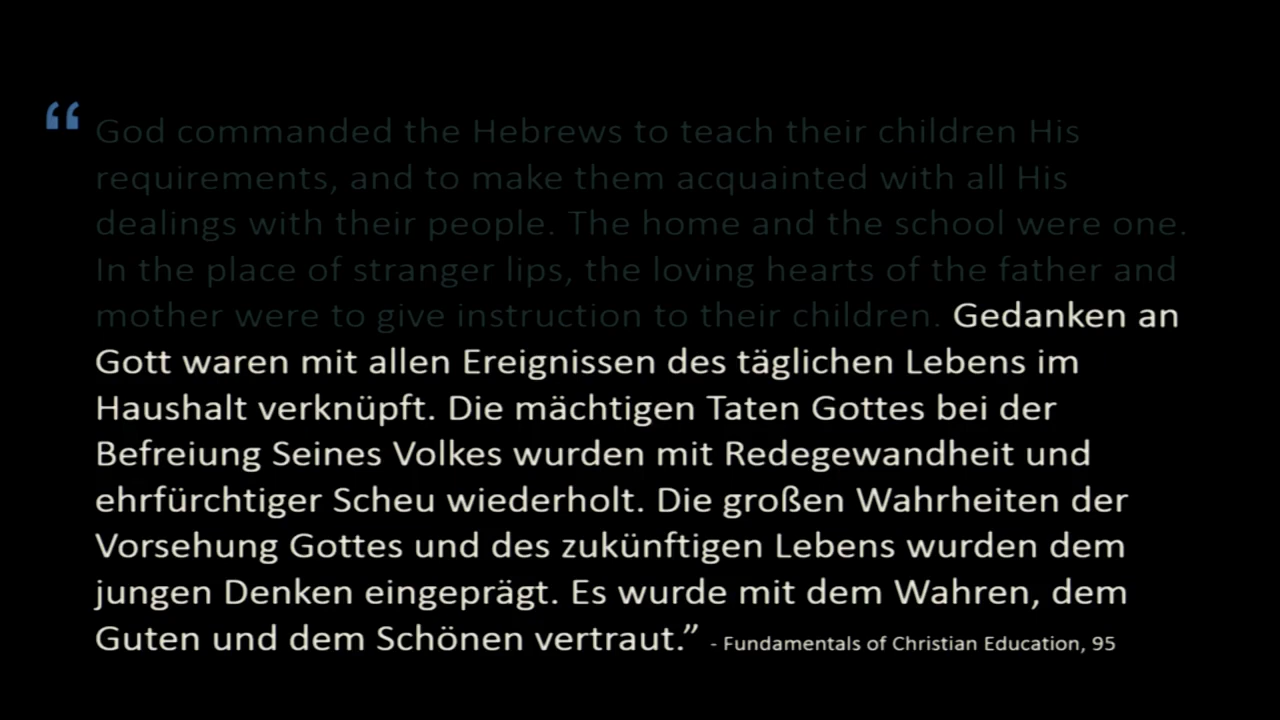 “ God commanded the Hebrews to teach their children His
requirements, and to make them acquainted with all His
dealings with their people. The home and the school were one.
In the place of stranger lips, the loving hearts of the father and
mother were to give instruction to their children. Gedanken an
Gott waren mit allen Ereignissen des täglichen Lebens im
Haushalt verknüpft. Die mächtigen Taten Gottes bei der
Befreiung Seines Volkes wurden mit Redegewandheit und
ehrfürchtiger Scheu wiederholt. Die großen Wahrheiten der
Vorsehung Gottes und des zukünftigen Lebens wurden dem
jungen Denken eingeprägt. Es wurde mit dem Wahren, dem
Guten und dem Schönen vertraut.” - Fundamentals of Christian Education, 95